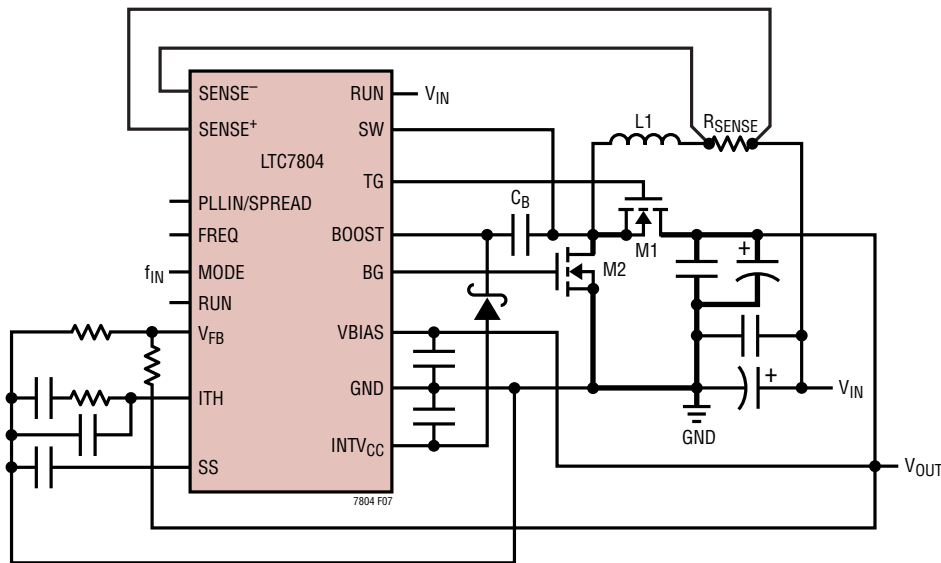 SENSE⁻
SENSE⁺
LTC7804
PLLIN/SPREAD
FREQ
f_IN
MODE
RUN
V_FB
ITH
SS
RUN
V_IN
SW
TG
BOOST
BG
VBIAS
GND
INTV_CC
7804 F07
C_B
L1
R_SENSE
M1
M2
+
+
V_IN
GND
V_OUT